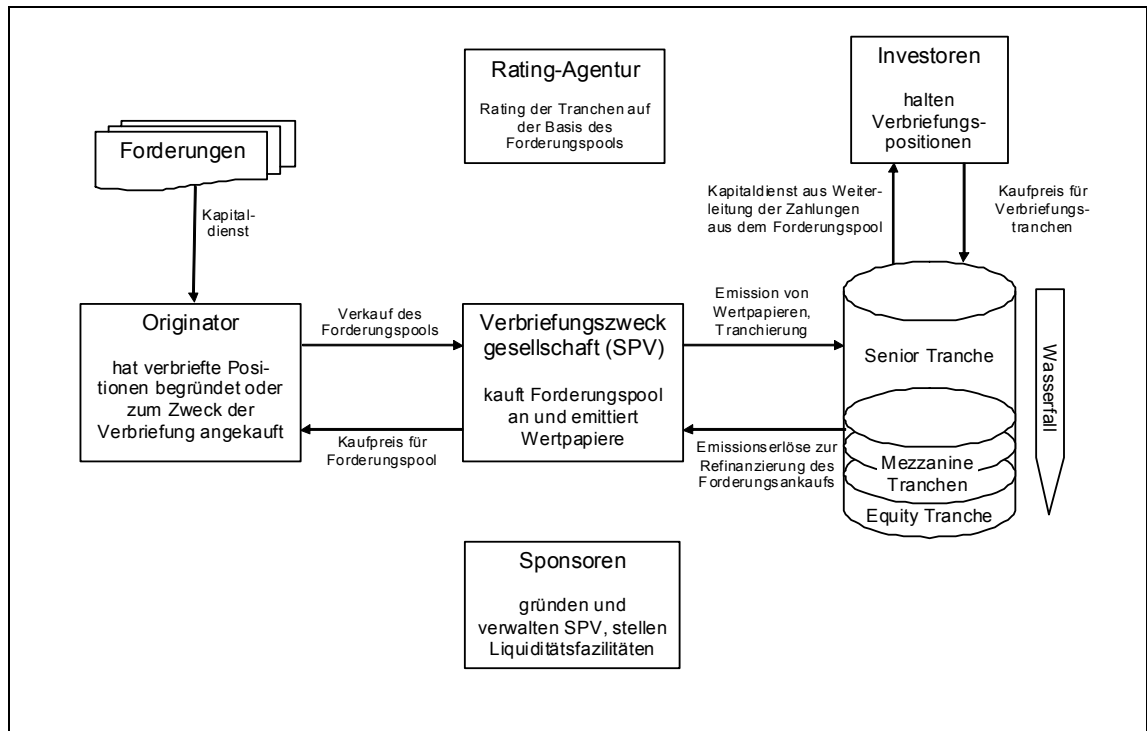 Rating-Agentur
Rating der Tranchen auf
der Basis des
Forderungspools
Investoren
halten
Verbriefungs-
positionen
Forderungen
Kapital-
dienst
Kapitaldienst aus Weiter-
leitung der Zahlungen
aus dem Forderungspool
Kaufpreis für
Verbriefungs-
tranchen
Originator
hat verbriefte Posi-
tionen begründet oder
zum Zweck der
Verbriefung angekauft
Verkauf des
Forderungspools
Kaufpreis für
Forderungspool
Verbriefungszweck
gesellschaft (SPV)
kauft Forderungspool
an und emittiert
Wertpapiere
Emission von
Wertpapieren,
Tranchierung
Emissionserlöse zur
Refinanzierung des
Forderungsankaufs
Senior Tranche
Mezzanine
Tranchen
Equity Tranche
Wasserfall
Sponsoren
gründen und
verwalten SPV, stellen
Liquiditätsfazilitäten